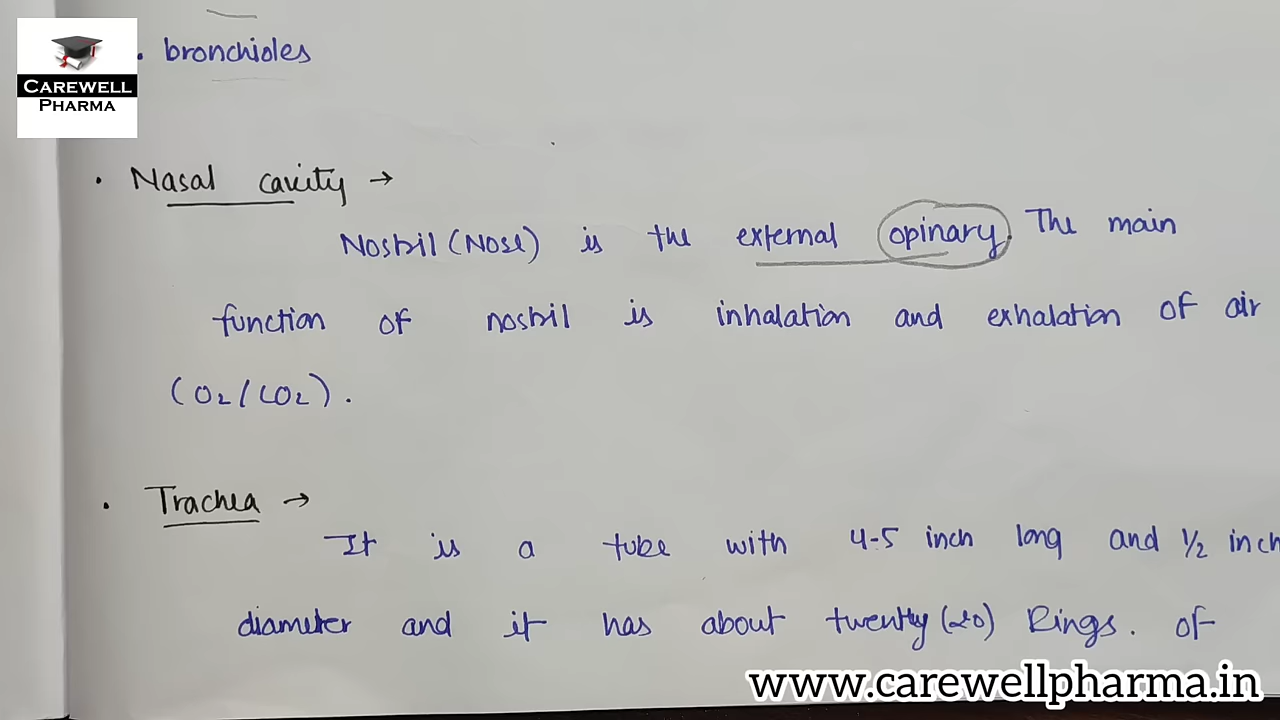 CAREWELL
PHARMA
• bronchioles
• Nasal cavity →
Nostril (Nose) is the external opinary. The main
function of nostril is inhalation and exhalation of air
(O2/CO2).
• Trachea →
It is a tube with 4-5 inch long and 1/2 inch
diameter and it has about twenty (20) Rings. of
www.carewellpharma.in